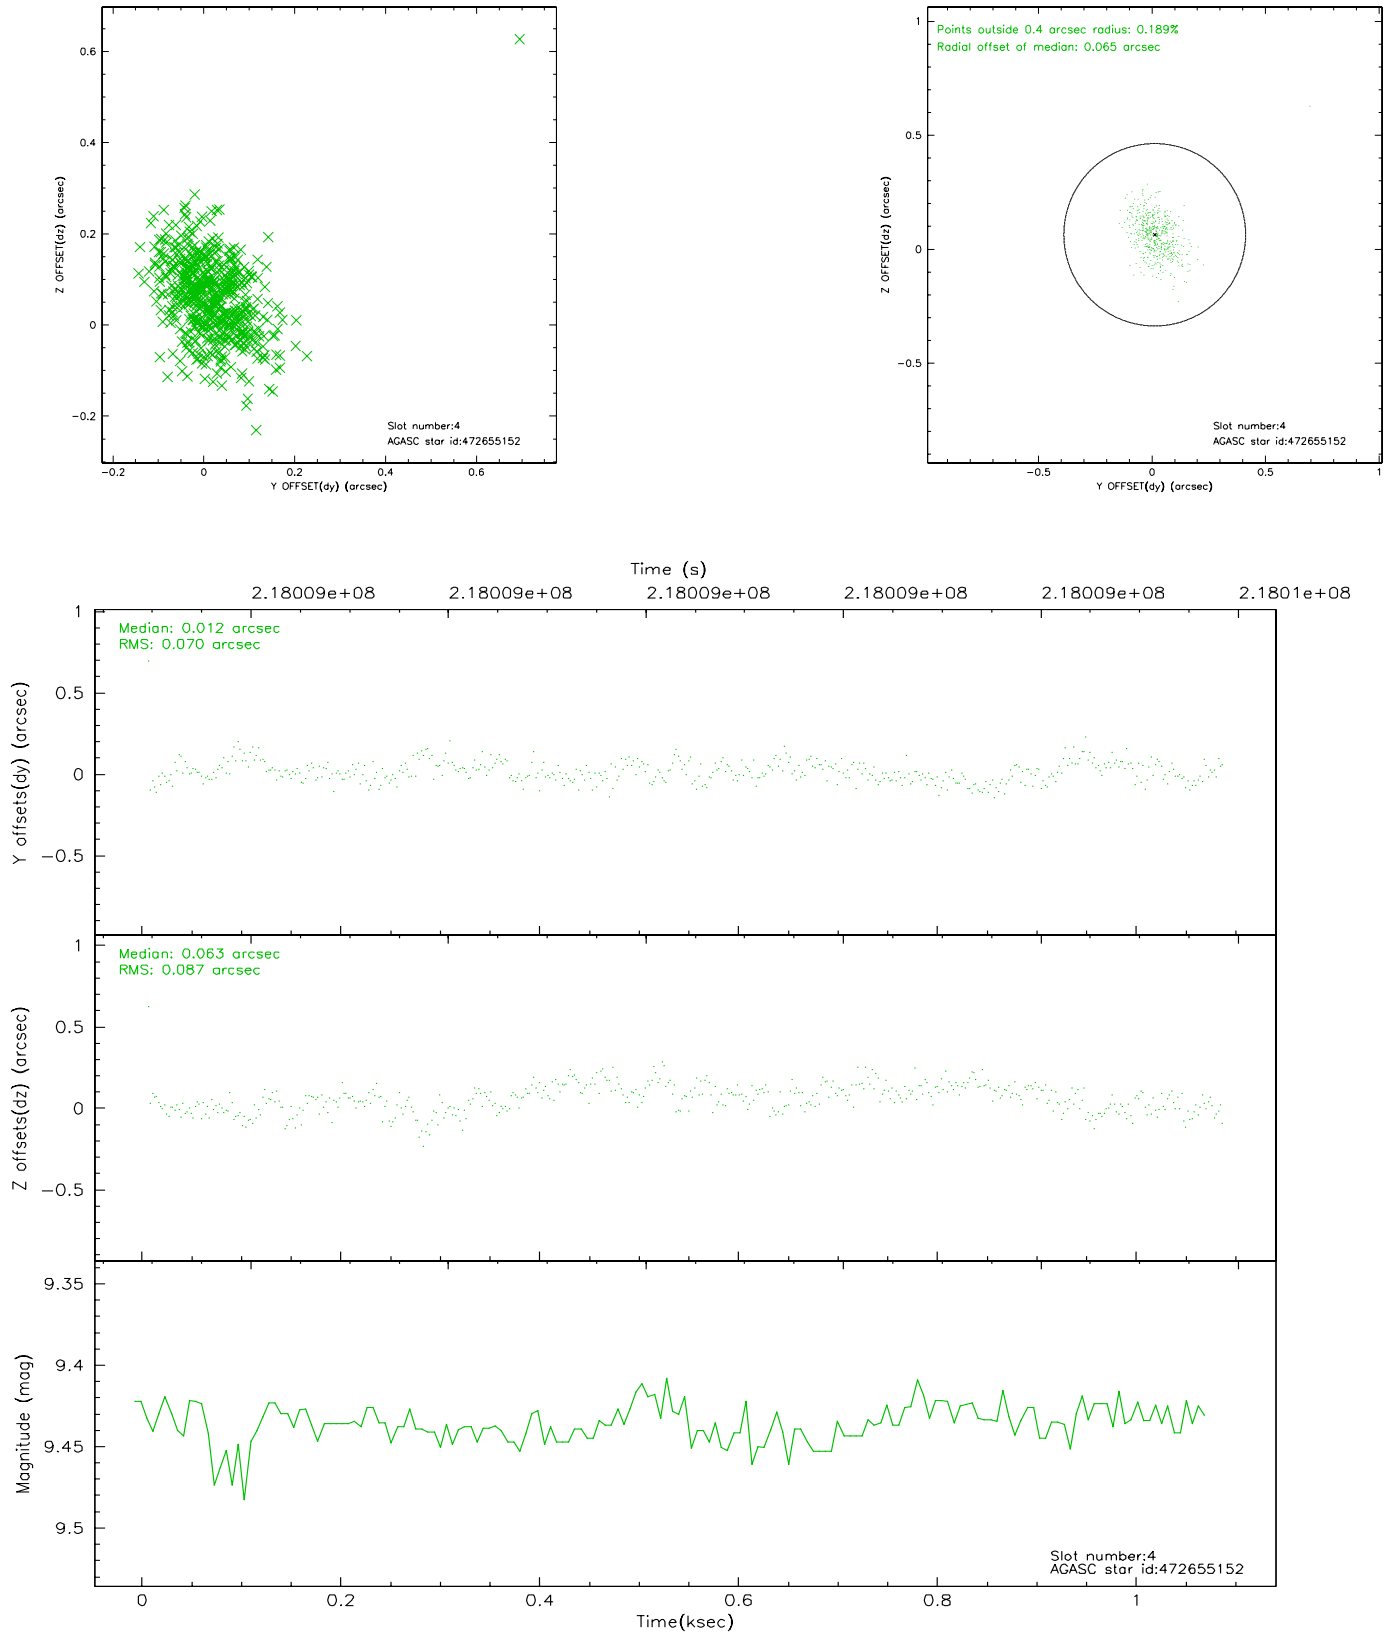 0.6
0.4
0.2
0
−0.2
Z OFFSET(dz) (arcsec)
Slot number:4
AGASC star id:472655152
−0.2 0 0.2 0.4 0.6
Y OFFSET(dy) (arcsec)
1
0.5
0
−0.5
Z OFFSET(dz) (arcsec)
Points outside 0.4 arcsec radius: 0.189%
Radial offset of median: 0.065 arcsec
Slot number:4
AGASC star id:472655152
−0.5 0 0.5 1
Y OFFSET(dy) (arcsec)
Time (s)
2.18009e+08 2.18009e+08 2.18009e+08 2.18009e+08 2.18009e+08 2.1801e+08
1
0.5
0
−0.5
Y offsets(dy) (arcsec)
Median: 0.012 arcsec
RMS: 0.070 arcsec
1
0.5
0
−0.5
Z offsets(dz) (arcsec)
Median: 0.063 arcsec
RMS: 0.087 arcsec
9.35
9.4
9.45
9.5
Magnitude (mag)
Slot number:4
AGASC star id:472655152
0 0.2 0.4 0.6 0.8 1
Time(ksec)